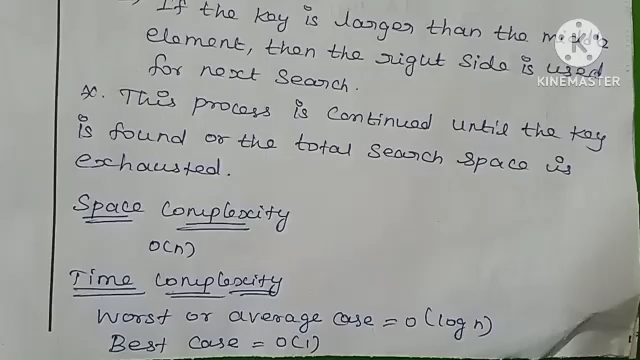 If the key is larger than the middle
element, then the right side is used
for next search.
*. This process is continued until the key
is found or the total search space is
exhausted.
Space complexity
O(n)
Time complexity
Worst or average case = O(log n)
Best case = O(1)
KINEMASTER